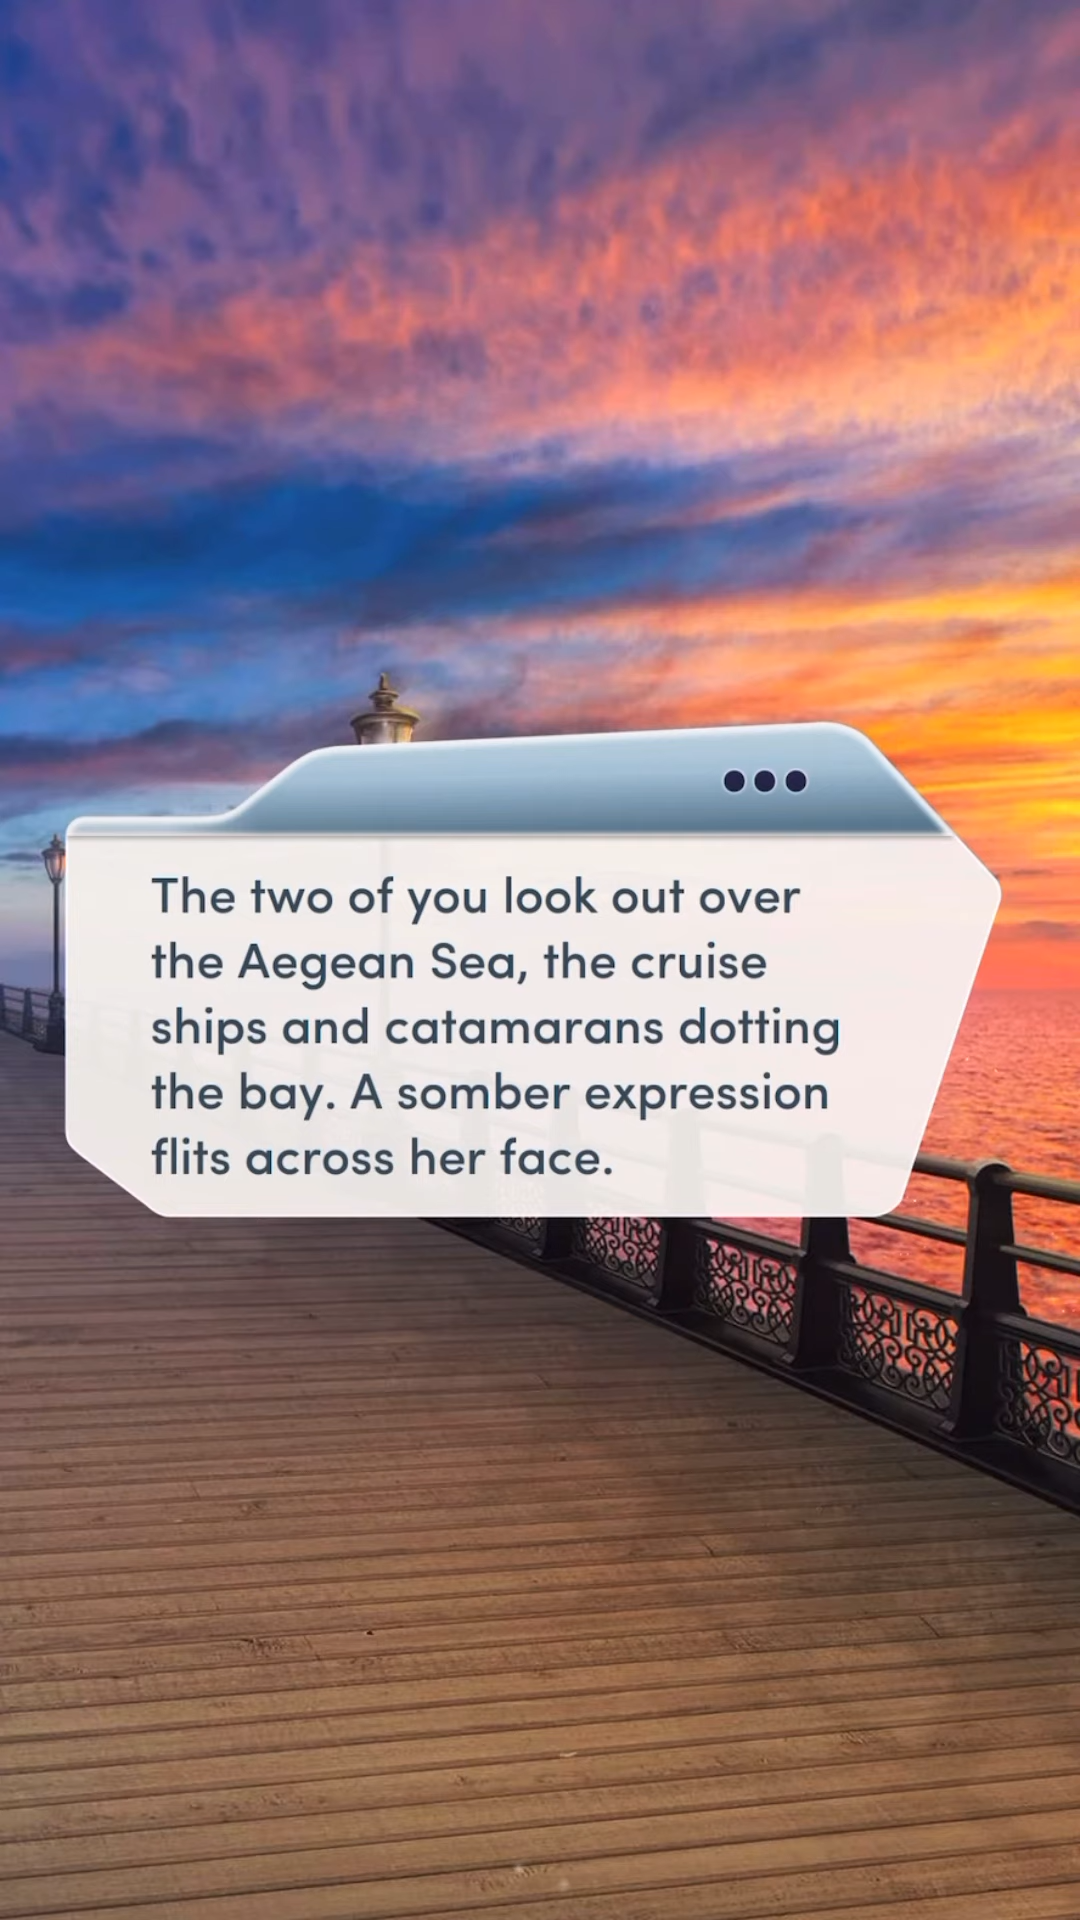 The two of you look out over
the Aegean Sea, the cruise
ships and catamarans dotting
the bay. A somber expression
flits across her face.